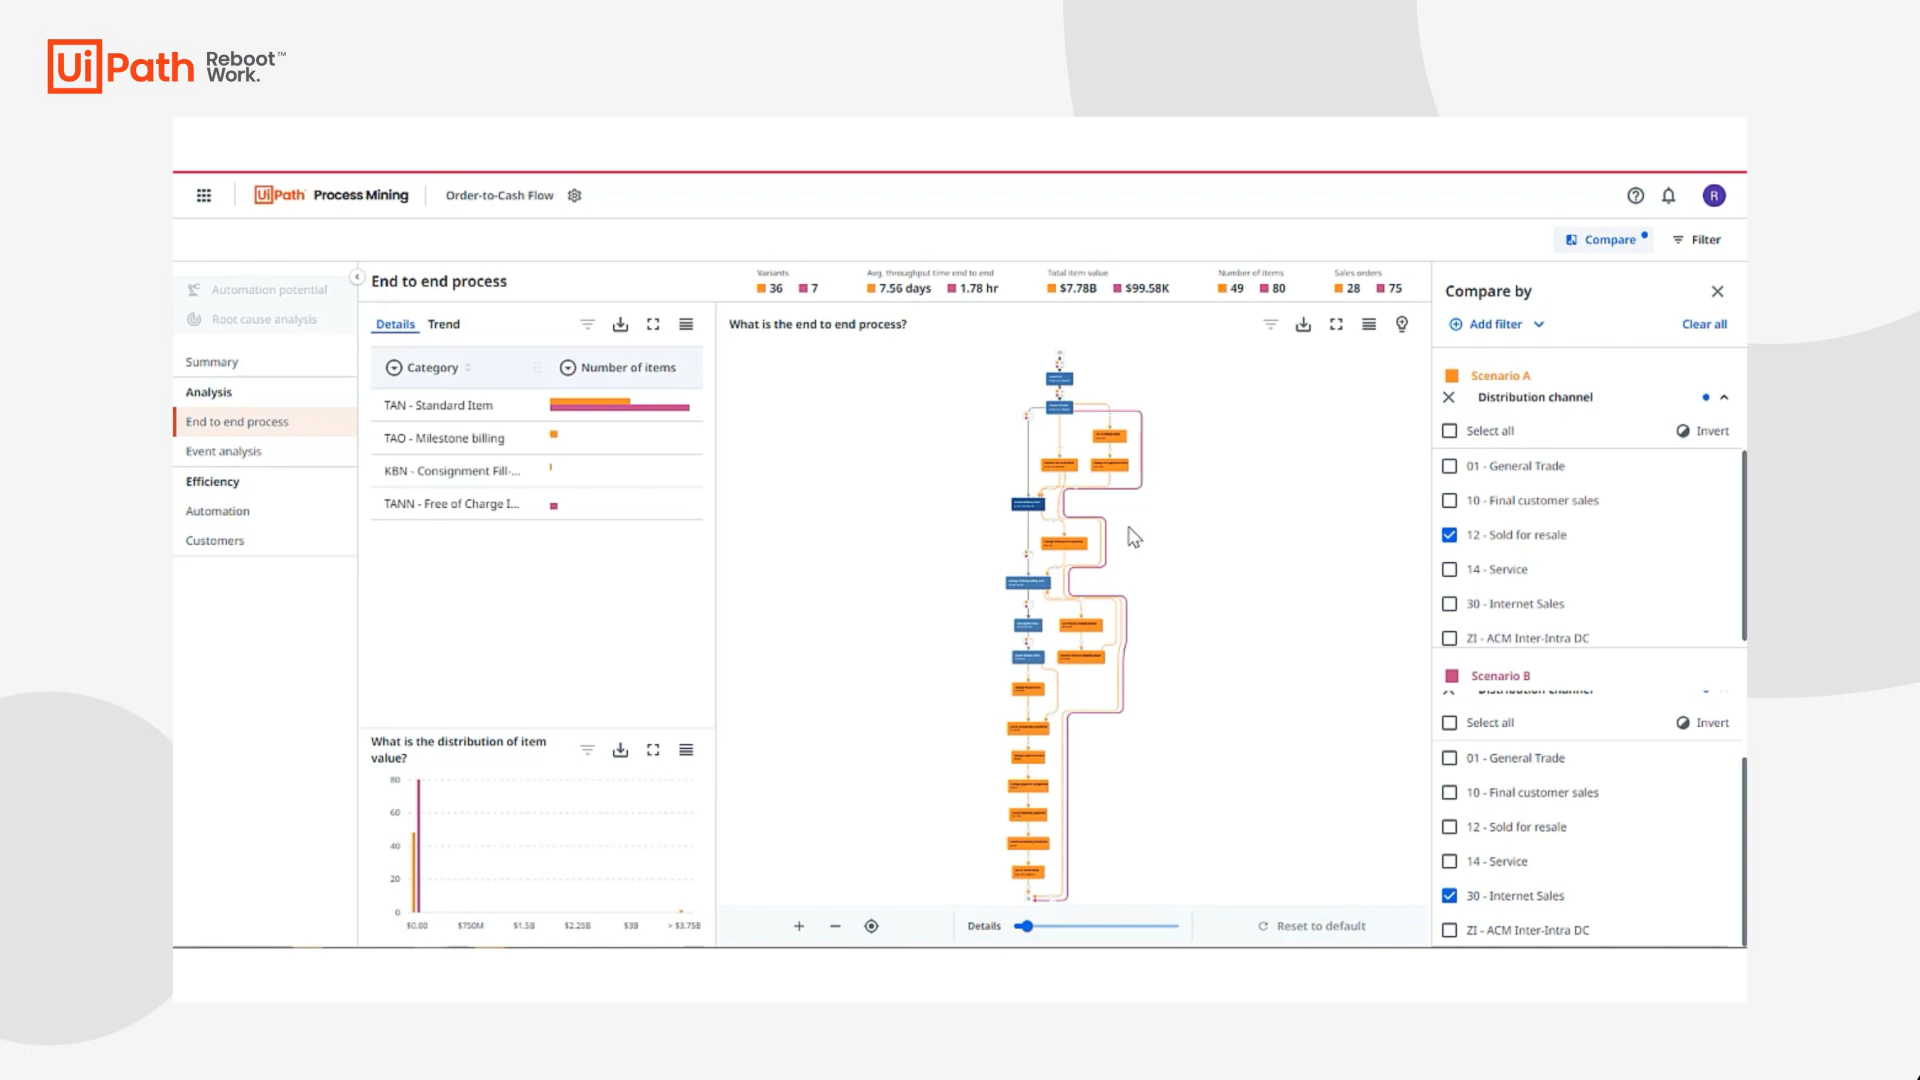 UiPath Reboot Work.™
UiPath Process Mining Order-to-Cash Flow R
Compare Filter
Automation potential
Root cause analysis
Summary
Analysis
End to end process
Event analysis
Efficiency
Automation
Customers
End to end process
Variants
36 7
Avg. throughput time end to end
7.56 days 1.78 hr
Total item value
$7.78B $99.58K
Number of items
49 80
Sales orders
28 75
Details Trend
Category Number of items
TAN - Standard Item
TAO - Milestone billing
KBN - Consignment Fill-...
TANN - Free of Charge I...
What is the distribution of item
value?
80
60
40
20
0
$0.00 $750M $1.5B $2.25B $3B > $3.75B
What is the end to end process?
Details
Reset to default
Compare by
Add filter Clear all
Scenario A
Distribution channel
Select all Invert
01 - General Trade
10 - Final customer sales
12 - Sold for resale
14 - Service
30 - Internet Sales
ZI - ACM Inter-Intra DC
Scenario B
Distribution channel
Select all Invert
01 - General Trade
10 - Final customer sales
12 - Sold for resale
14 - Service
30 - Internet Sales
ZI - ACM Inter-Intra DC